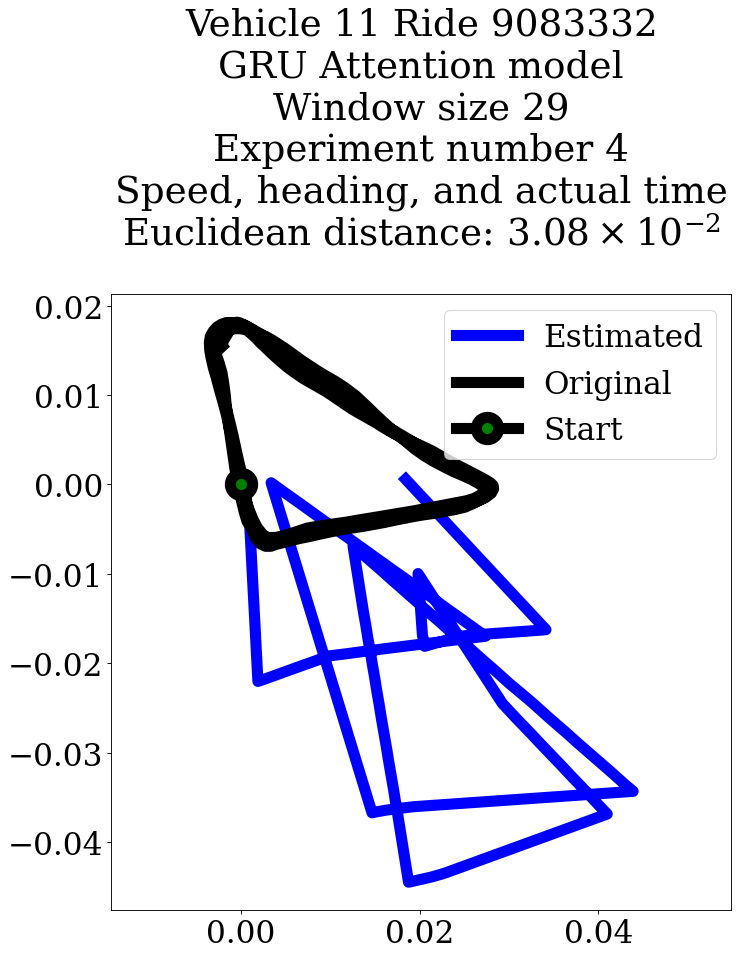 Vehicle 11 Ride 9083332
GRU Attention model
Window size 29
Experiment number 4
Speed, heading, and actual time
Euclidean distance: 3.08 × 10⁻²
Estimated
Original
Start
0.02
0.01
0.00
−0.01
−0.02
−0.03
−0.04
0.00 0.02 0.04